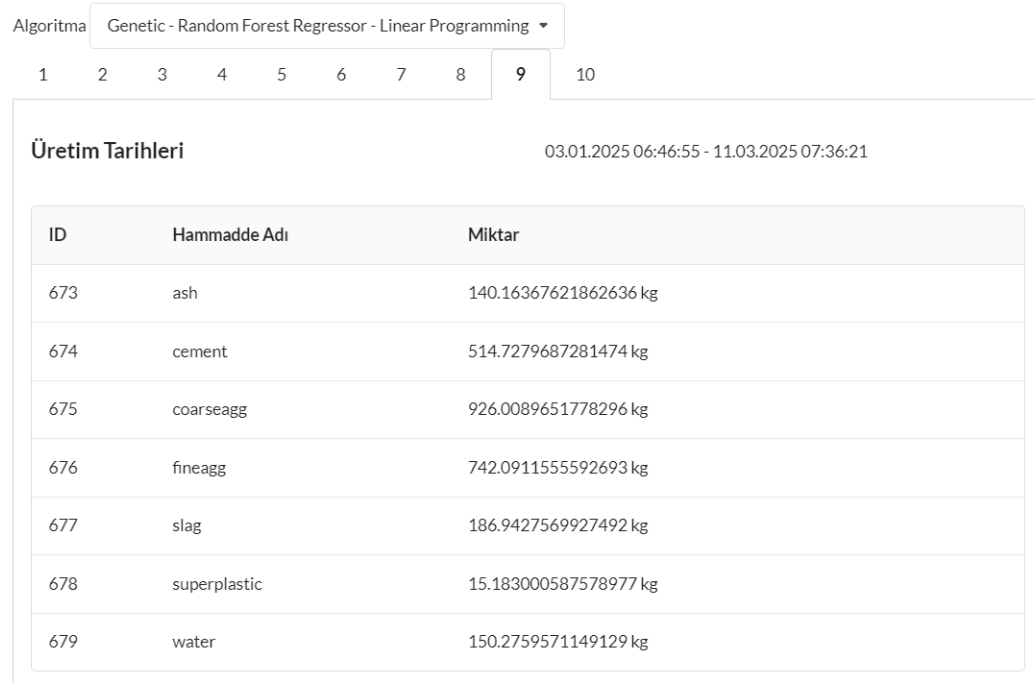 Algoritma Genetic - Random Forest Regressor - Linear Programming
1 2 3 4 5 6 7 8 9 10
Üretim Tarihleri 03.01.2025 06:46:55 - 11.03.2025 07:36:21
ID Hammadde Adı Miktar
673 ash 140.16367621862636 kg
674 cement 514.7279687281474 kg
675 coarseagg 926.0089651778296 kg
676 fineagg 742.0911555592693 kg
677 slag 186.9427569927492 kg
678 superplastic 15.183000587578977 kg
679 water 150.2759571149129 kg